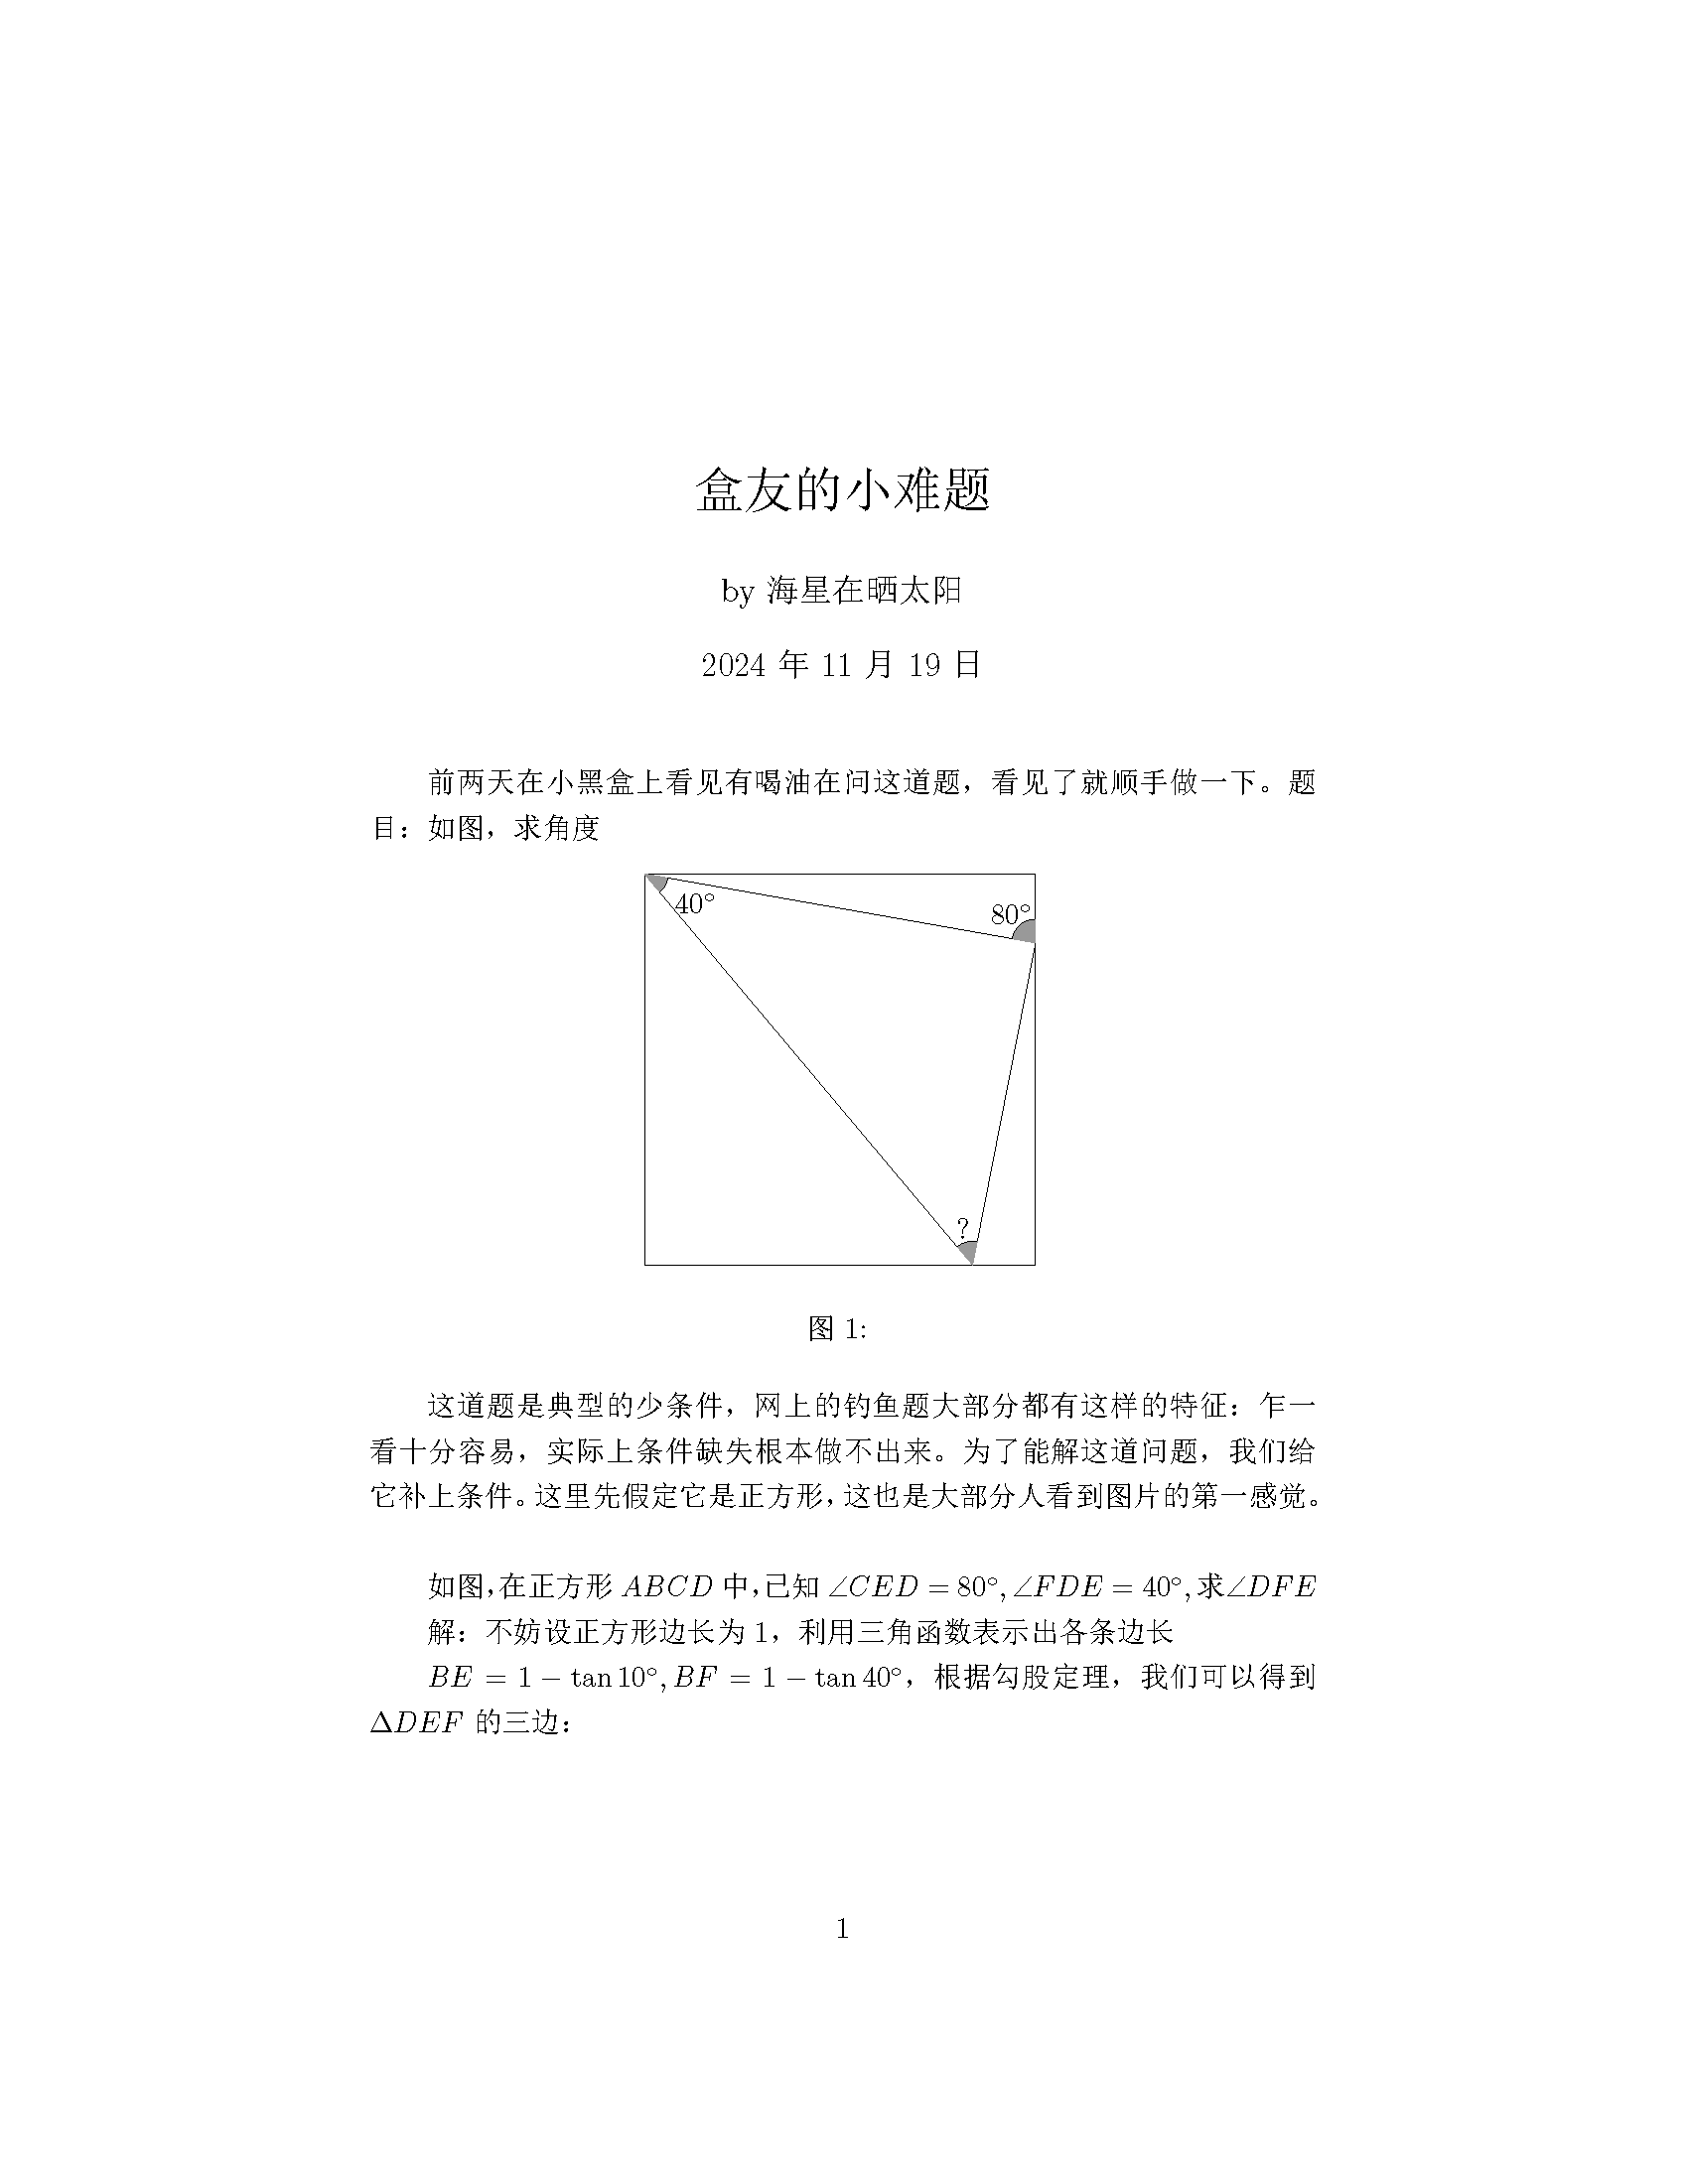 盒友的小难题
by 海星在晒太阳
2024 年 11 月 19 日
前两天在小黑盒上看见有喝油在问这道题，看见了就顺手做一下。题
目：如图，求角度
40°
80°
?
图 1:
这道题是典型的少条件，网上的钓鱼题大部分都有这样的特征：乍一
看十分容易，实际上条件缺失根本做不出来。为了能解这道问题，我们给
它补上条件。这里先假定它是正方形，这也是大部分人看到图片的第一感觉。
如图，在正方形 ABCD 中，已知 ∠CED = 80°, ∠FDE = 40°, 求∠DFE
解：不妨设正方形边长为 1，利用三角函数表示出各条边长
BE = 1 − tan 10°, BF = 1 − tan 40°，根据勾股定理，我们可以得到
ΔDEF 的三边：
1